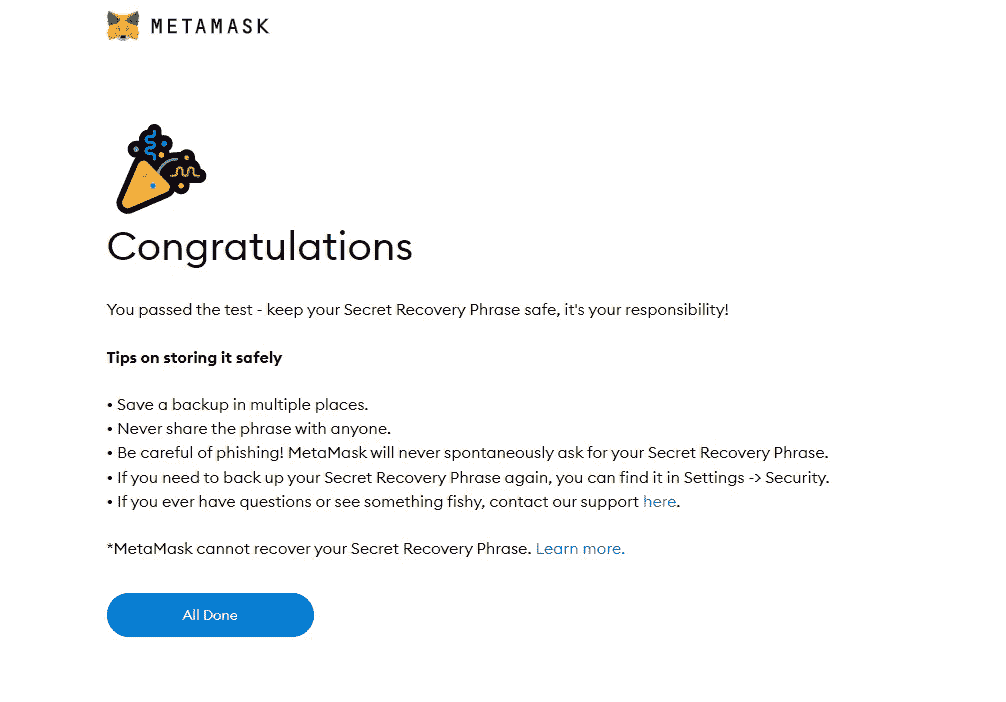 METAMASK
Congratulations
You passed the test - keep your Secret Recovery Phrase safe, it's your responsibility!
Tips on storing it safely
• Save a backup in multiple places.
• Never share the phrase with anyone.
• Be careful of phishing! MetaMask will never spontaneously ask for your Secret Recovery Phrase.
• If you need to back up your Secret Recovery Phrase again, you can find it in Settings -> Security.
• If you ever have questions or see something fishy, contact our support here.
*MetaMask cannot recover your Secret Recovery Phrase. Learn more.
All Done